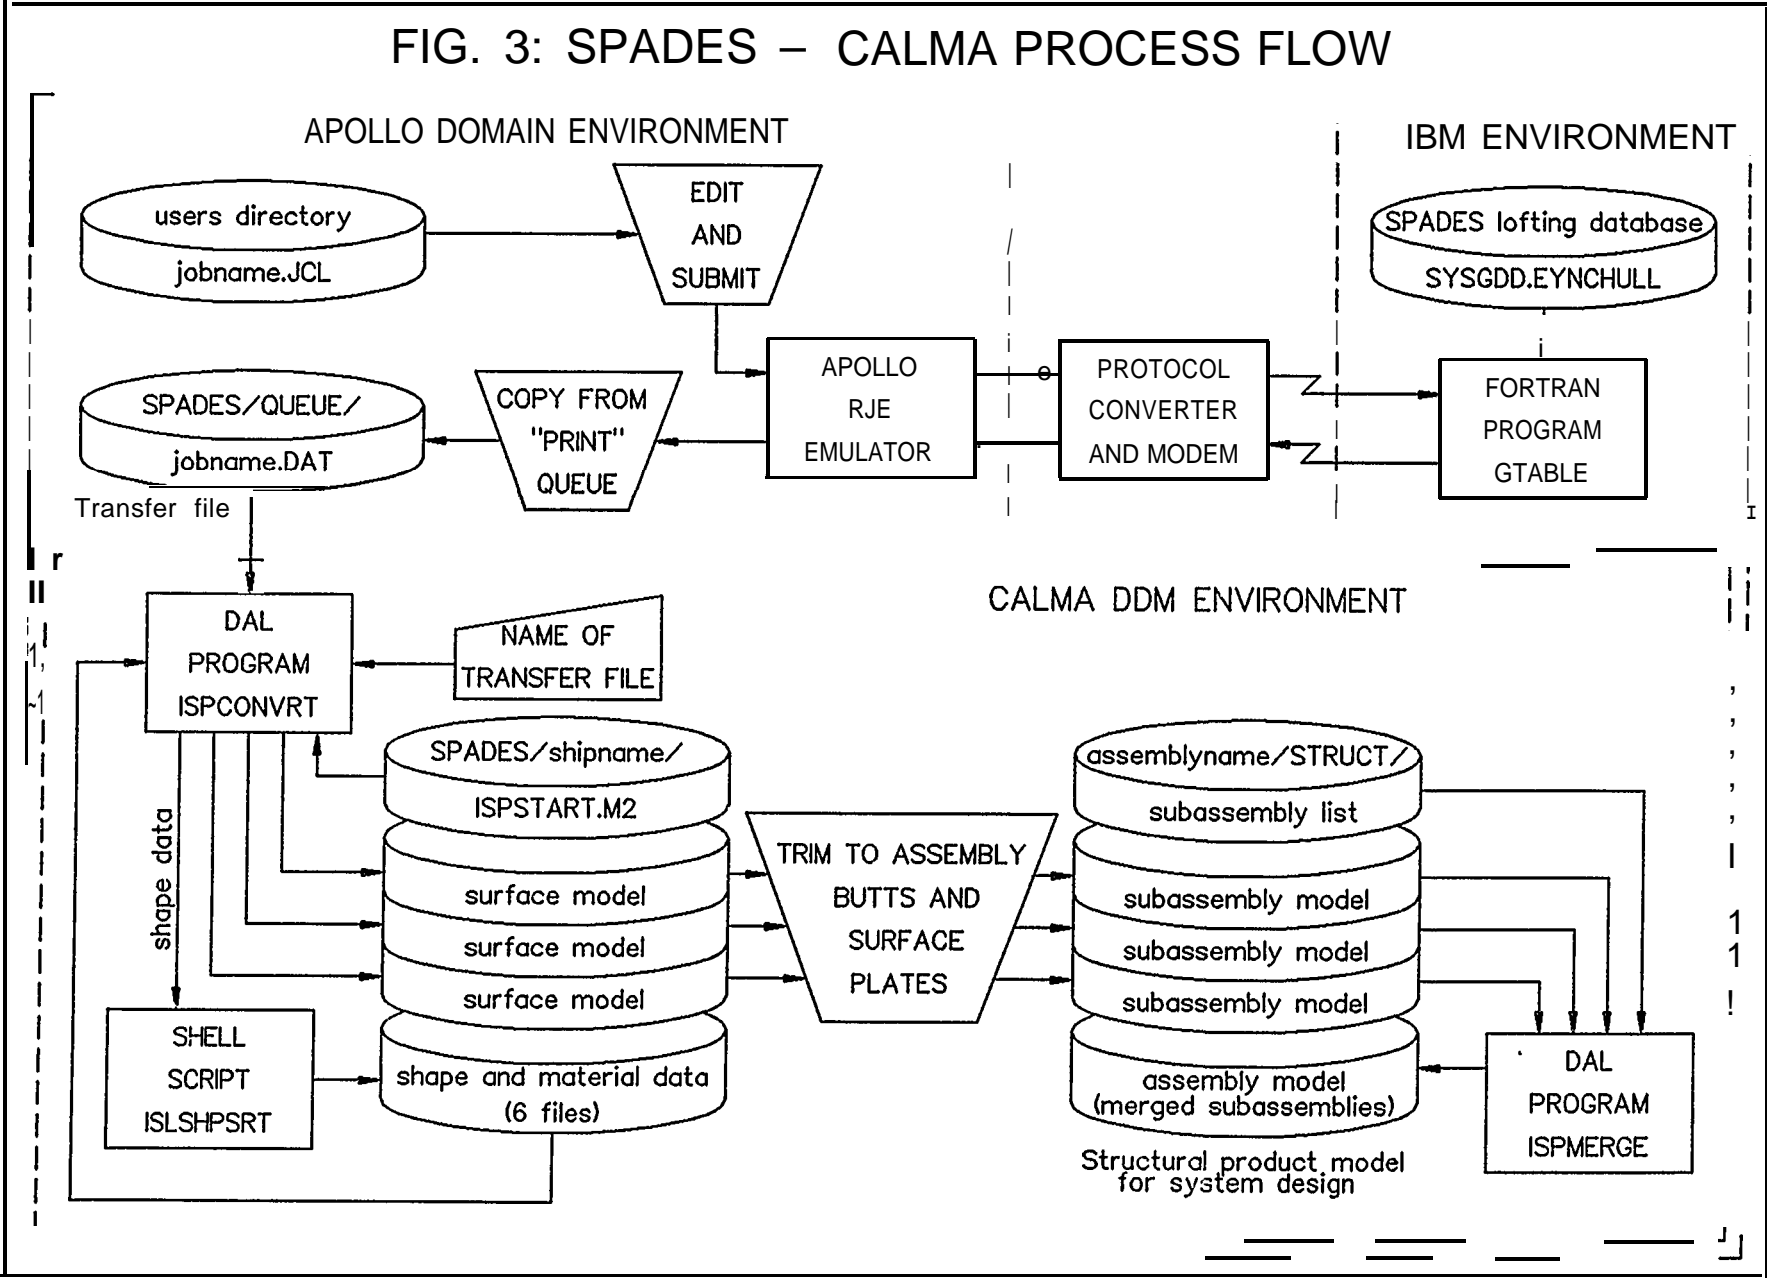 FIG. 3: SPADES – CALMA PROCESS FLOW
APOLLO DOMAIN ENVIRONMENT
IBM ENVIRONMENT
users directory
jobname.JCL
EDIT
AND
SUBMIT
SPADES lofting database
SYSGDD.EYNCHULL
SPADES/QUEUE/
jobname.DAT
Transfer file
COPY FROM
"PRINT"
QUEUE
APOLLO
RJE
EMULATOR
PROTOCOL
CONVERTER
AND MODEM
FORTRAN
PROGRAM
GTABLE
CALMA DDM ENVIRONMENT
DAL
PROGRAM
ISPCONVRT
NAME OF
TRANSFER FILE
shape data
SPADES/shipname/
ISPSTART.M2
surface model
surface model
surface model
shape and material data
(6 files)
SHELL
SCRIPT
ISLSHPSRT
TRIM TO ASSEMBLY
BUTTS AND
SURFACE
PLATES
assemblyname/STRUCT/
subassembly list
subassembly model
subassembly model
subassembly model
assembly model
(merged subassemblies)
Structural product model
for system design
DAL
PROGRAM
ISPMERGE